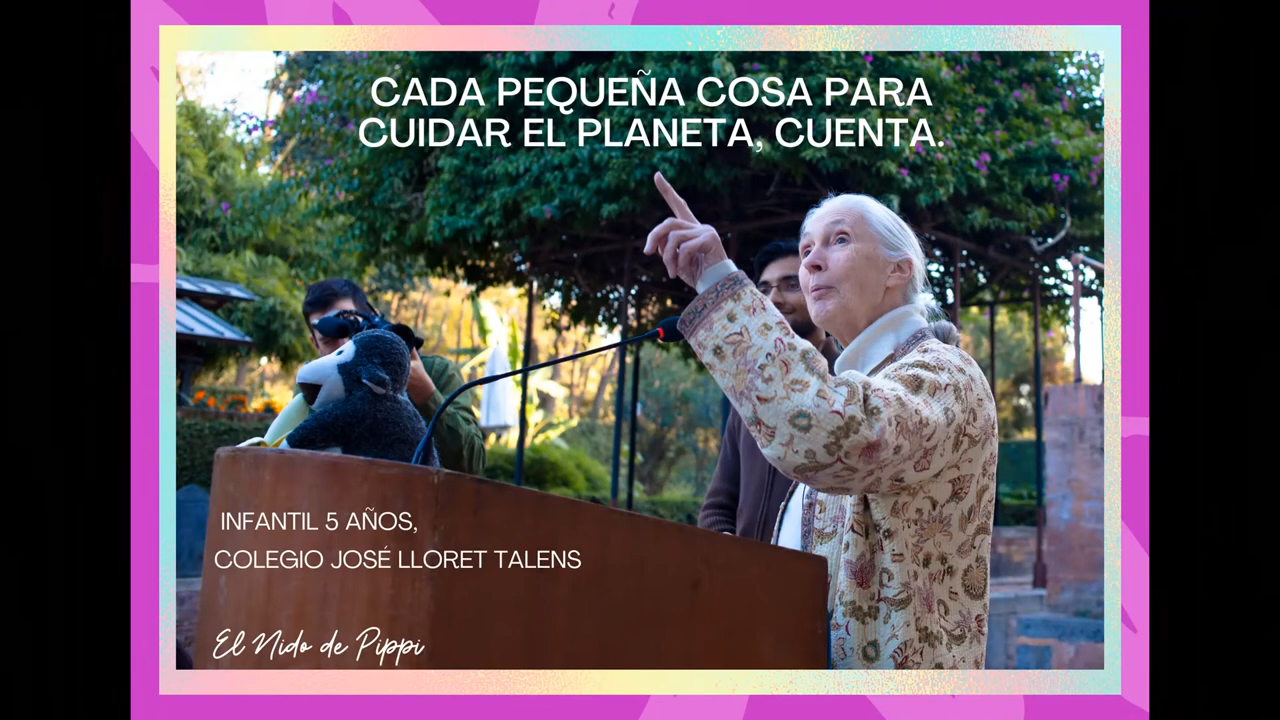 CADA PEQUEÑA COSA PARA
CUIDAR EL PLANETA, CUENTA.
INFANTIL 5 AÑOS,
COLEGIO JOSÉ LLORET TALENS
El Nido de Pippi